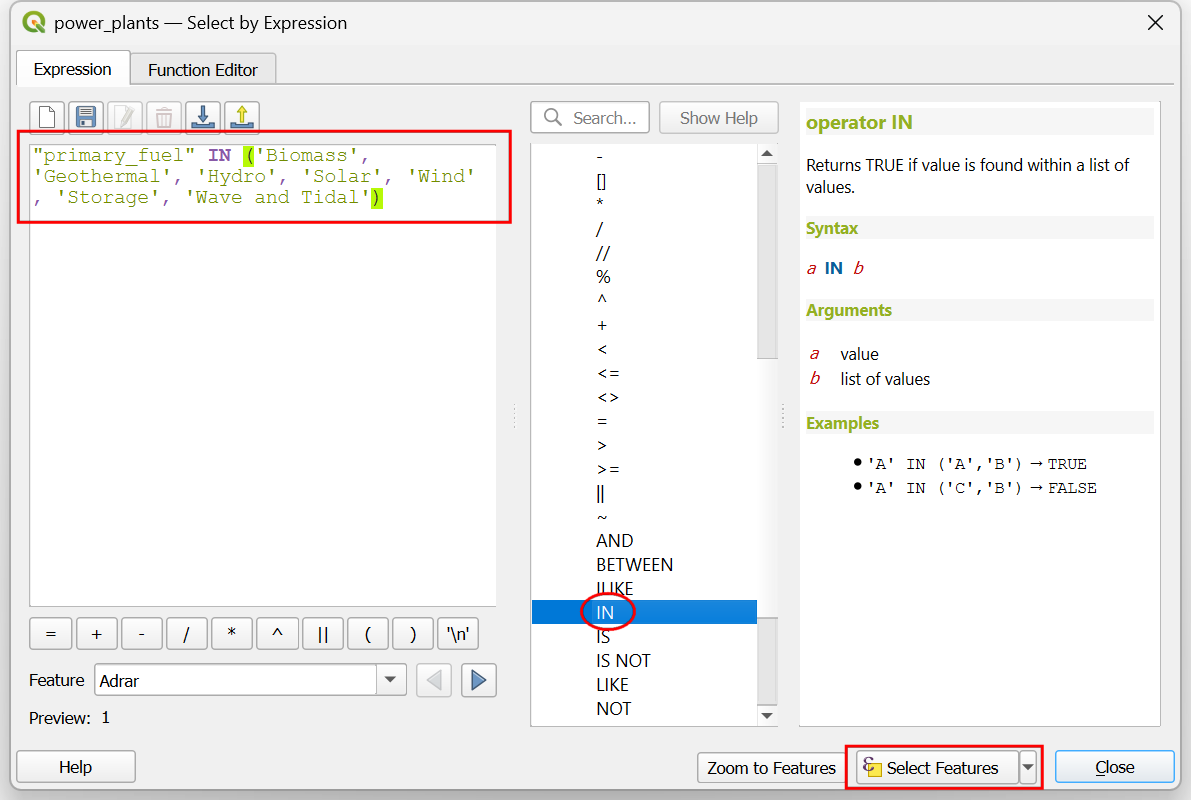 power_plants — Select by Expression
Expression
Function Editor
Search...
Show Help
"primary_fuel" IN ('Biomass',
'Geothermal', 'Hydro', 'Solar', 'Wind'
, 'Storage', 'Wave and Tidal')
-
[]
*
/
//
%
^
+
<
<=
<>
=
>
>=
||
~
AND
BETWEEN
ILIKE
IN
IS
IS NOT
LIKE
NOT
operator IN
Returns TRUE if value is found within a list of
values.
Syntax
a IN b
Arguments
a value
b list of values
Examples
● 'A' IN ('A','B') → TRUE
● 'A' IN ('C','B') → FALSE
= + - / * ^ || ( ) '\n'
Feature Adrar
Preview: 1
Help
Zoom to Features
Select Features
Close